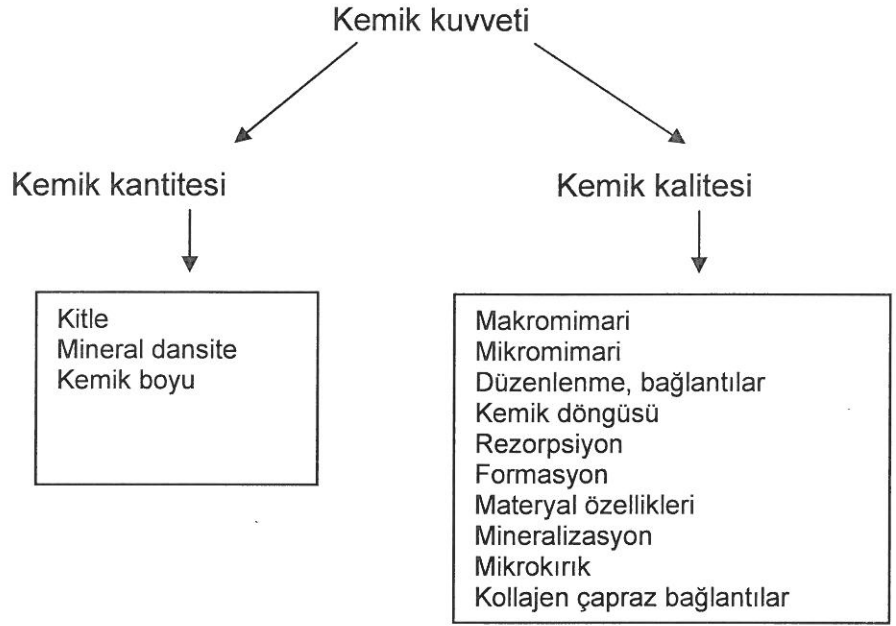 Kemik kuvveti
Kemik kantitesi
Kemik kalitesi
Kitle
Mineral dansite
Kemik boyu
Makromimari
Mikromimari
Düzenlenme, bağlantılar
Kemik döngüsü
Rezorpsiyon
Formasyon
Materyal özellikleri
Mineralizasyon
Mikrokırık
Kollajen çapraz bağlantılar